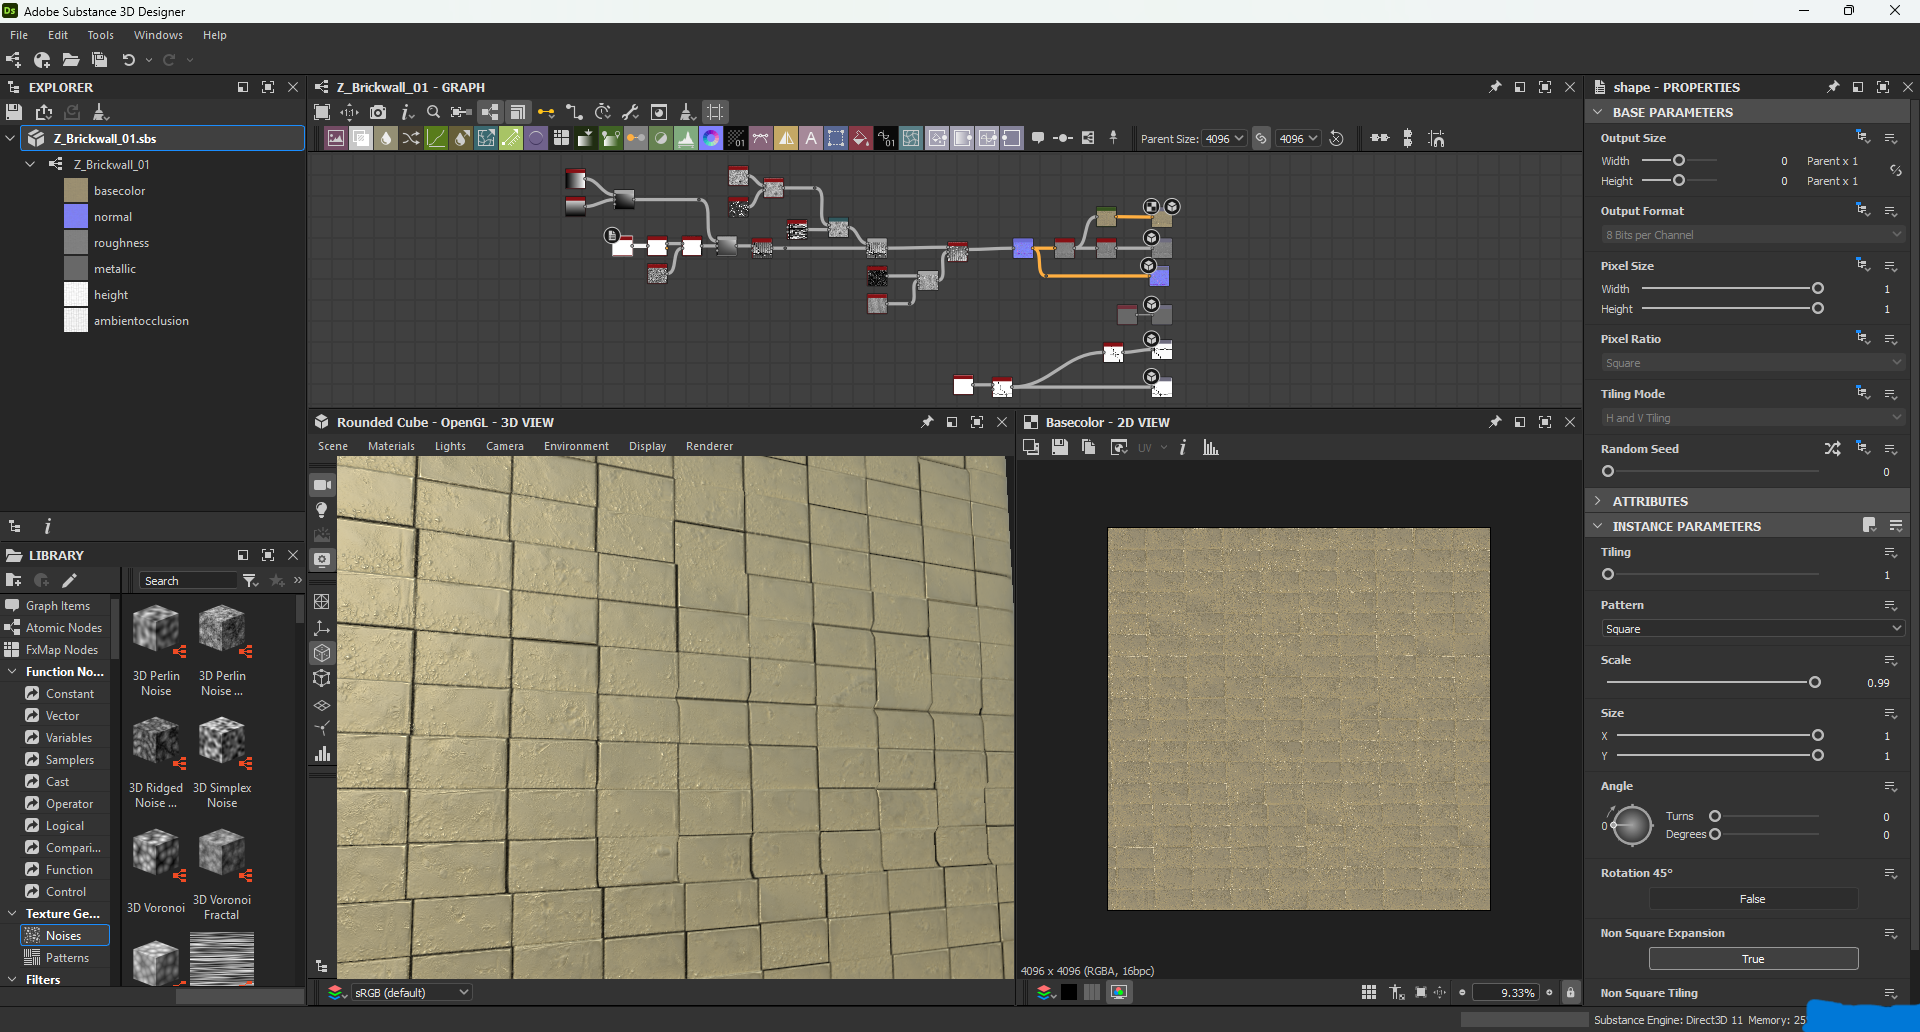 Adobe Substance 3D Designer
File Edit Tools Windows Help
EXPLORER
Z_Brickwall_01.sbs
Z_Brickwall_01
basecolor
normal
roughness
metallic
height
ambientocclusion
LIBRARY
Search
Graph Items
Atomic Nodes
FxMap Nodes
Function No...
Constant
Vector
Variables
Samplers
Cast
Operator
Logical
Compari...
Function
Control
Texture Ge...
Noises
Patterns
Filters
3D Perlin Noise
3D Perlin Noise ...
3D Ridged Noise ...
3D Simplex Noise
3D Voronoi
3D Voronoi Fractal
Z_Brickwall_01 - GRAPH
Parent Size: 4096 4096
Rounded Cube - OpenGL - 3D VIEW
Scene Materials Lights Camera Environment Display Renderer
sRGB (default)
Basecolor - 2D VIEW
UV
4096 x 4096 (RGBA, 16bpc)
9.33%
shape - PROPERTIES
BASE PARAMETERS
Output Size
Width 0 Parent x 1
Height 0 Parent x 1
Output Format
8 Bits per Channel
Pixel Size
Width 1
Height 1
Pixel Ratio
Square
Tiling Mode
H and V Tiling
Random Seed
0
ATTRIBUTES
INSTANCE PARAMETERS
Tiling
1
Pattern
Square
Scale
0.99
Size
X 1
Y 1
Angle
0 Turns 0
Degrees 0
Rotation 45°
False
Non Square Expansion
True
Non Square Tiling
Substance Engine: Direct3D 11 Memory: 25